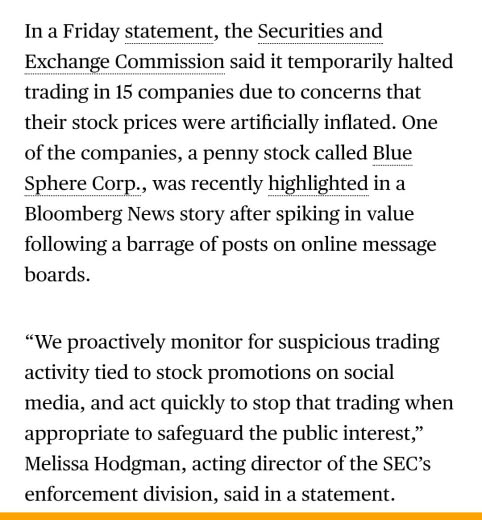 In a Friday statement, the Securities and
Exchange Commission said it temporarily halted
trading in 15 companies due to concerns that
their stock prices were artificially inflated. One
of the companies, a penny stock called Blue
Sphere Corp., was recently highlighted in a
Bloomberg News story after spiking in value
following a barrage of posts on online message
boards.
“We proactively monitor for suspicious trading
activity tied to stock promotions on social
media, and act quickly to stop that trading when
appropriate to safeguard the public interest,”
Melissa Hodgman, acting director of the SEC’s
enforcement division, said in a statement.